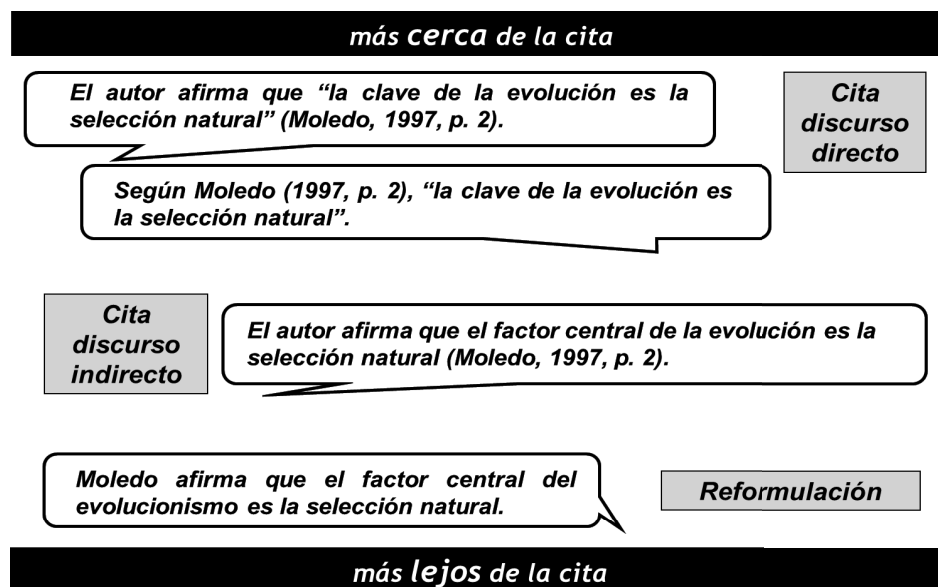 más cerca de la cita
El autor afirma que “la clave de la evolución es la
selección natural” (Moledo, 1997, p. 2).
Cita
discurso
directo
Según Moledo (1997, p. 2), “la clave de la evolución es
la selección natural”.
Cita
discurso
indirecto
El autor afirma que el factor central de la evolución es la
selección natural (Moledo, 1997, p. 2).
Moledo afirma que el factor central del
evolucionismo es la selección natural.
Reformulación
más lejos de la cita